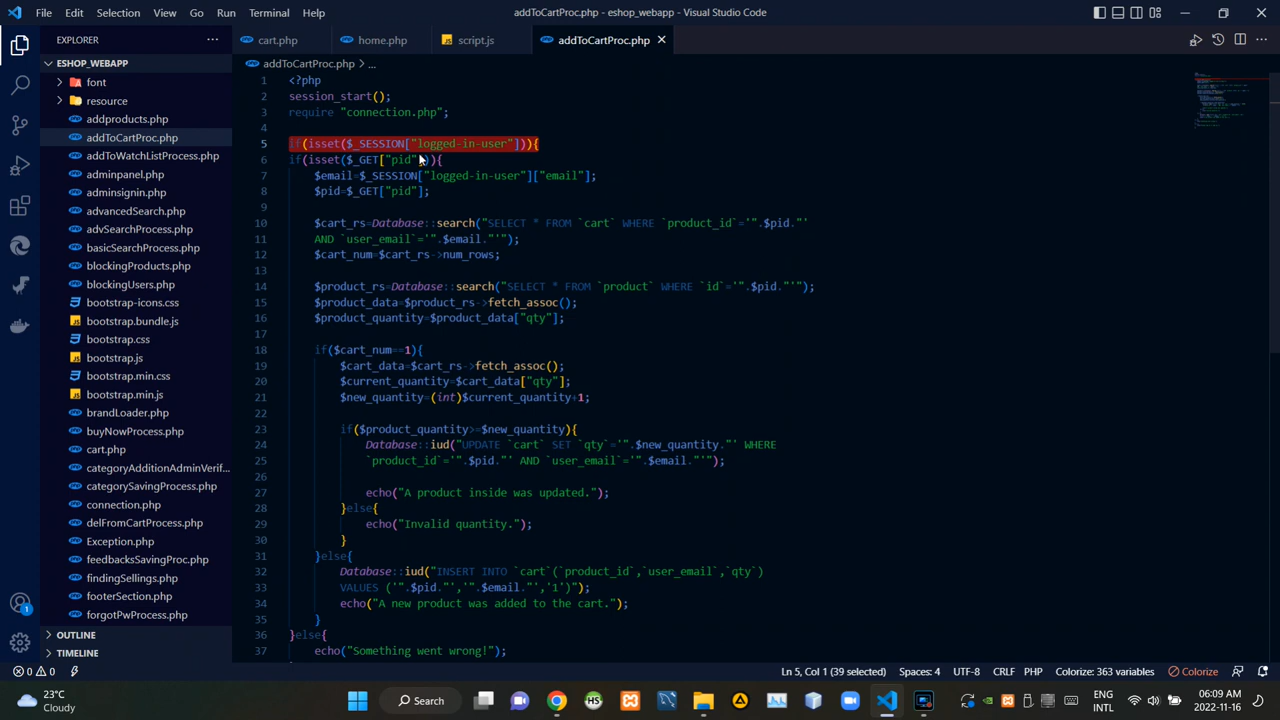 File Edit Selection View Go Run Terminal Help
addToCartProc.php - eshop_webapp - Visual Studio Code
EXPLORER
cart.php
home.php
script.js
addToCartProc.php
ESHOP_WEBAPP
font
resource
addproducts.php
addToCartProc.php
addToWatchListProcess.php
adminpanel.php
adminsignin.php
advancedSearch.php
advSearchProcess.php
basicSearchProcess.php
blockingProducts.php
blockingUsers.php
bootstrap-icons.css
bootstrap.bundle.js
bootstrap.css
bootstrap.js
bootstrap.min.css
bootstrap.min.js
brandLoader.php
buyNowProcess.php
cart.php
categoryAdditionAdminVerif...
categorySavingProcess.php
connection.php
delFromCartProcess.php
Exception.php
feedbacksSavingProc.php
findingSellings.php
footerSection.php
forgotPwProcess.php
OUTLINE
TIMELINE
addToCartProc.php > ...
1 <?php
2 session_start();
3 require "connection.php";
4
5 if(isset($_SESSION["logged-in-user"])){
6 if(isset($_GET["pid"])){
7 $email=$_SESSION["logged-in-user"]["email"];
8 $pid=$_GET["pid"];
9
10 $cart_rs=Database::search("SELECT * FROM `cart` WHERE `product_id`='".$pid."'
11 AND `user_email`='".$email."'");
12 $cart_num=$cart_rs->num_rows;
13
14 $product_rs=Database::search("SELECT * FROM `product` WHERE `id`='".$pid."'");
15 $product_data=$product_rs->fetch_assoc();
16 $product_quantity=$product_data["qty"];
17
18 if($cart_num==1){
19 $cart_data=$cart_rs->fetch_assoc();
20 $current_quantity=$cart_data["qty"];
21 $new_quantity=(int)$current_quantity+1;
22
23 if($product_quantity>=$new_quantity){
24 Database::iud("UPDATE `cart` SET `qty`='".$new_quantity."' WHERE
25 `product_id`='".$pid."' AND `user_email`='".$email."'");
26
27 echo("A product inside was updated.");
28 }else{
29 echo("Invalid quantity.");
30 }
31 }else{
32 Database::iud("INSERT INTO `cart`(`product_id`,`user_email`,`qty`)
33 VALUES ('".$pid."','".$email."','1')");
34 echo("A new product was added to the cart.");
35 }
36 }else{
37 echo("Something went wrong!");
0 0
Ln 5, Col 1 (39 selected) Spaces: 4 UTF-8 CRLF PHP Colorize: 363 variables Colorize
1
23°C
Cloudy
Search
HS
ENG
INTL
06:09 AM
2022-11-16